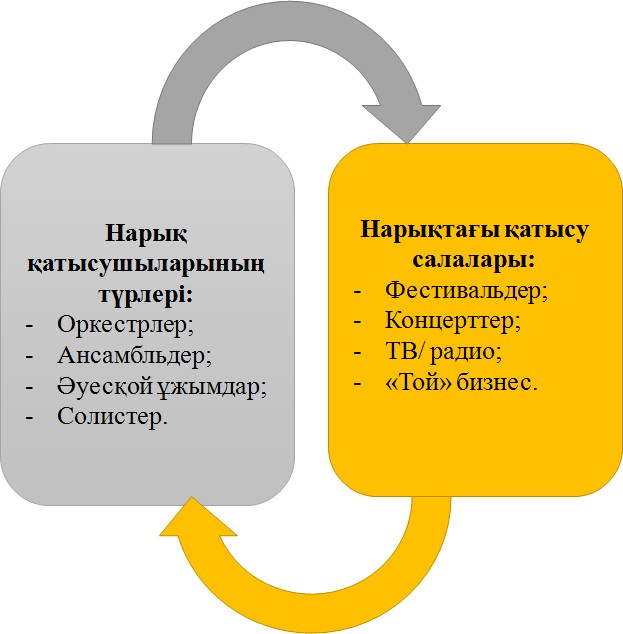 Нарық
қатысушыларының
түрлері:
- Оркестрлер;
- Ансамбльдер;
- Әуесқой ұжымдар;
- Солистер.
Нарықтағы қатысу
салалары:
- Фестивальдер;
- Концерттер;
- ТВ/ радио;
- «Той» бизнес.